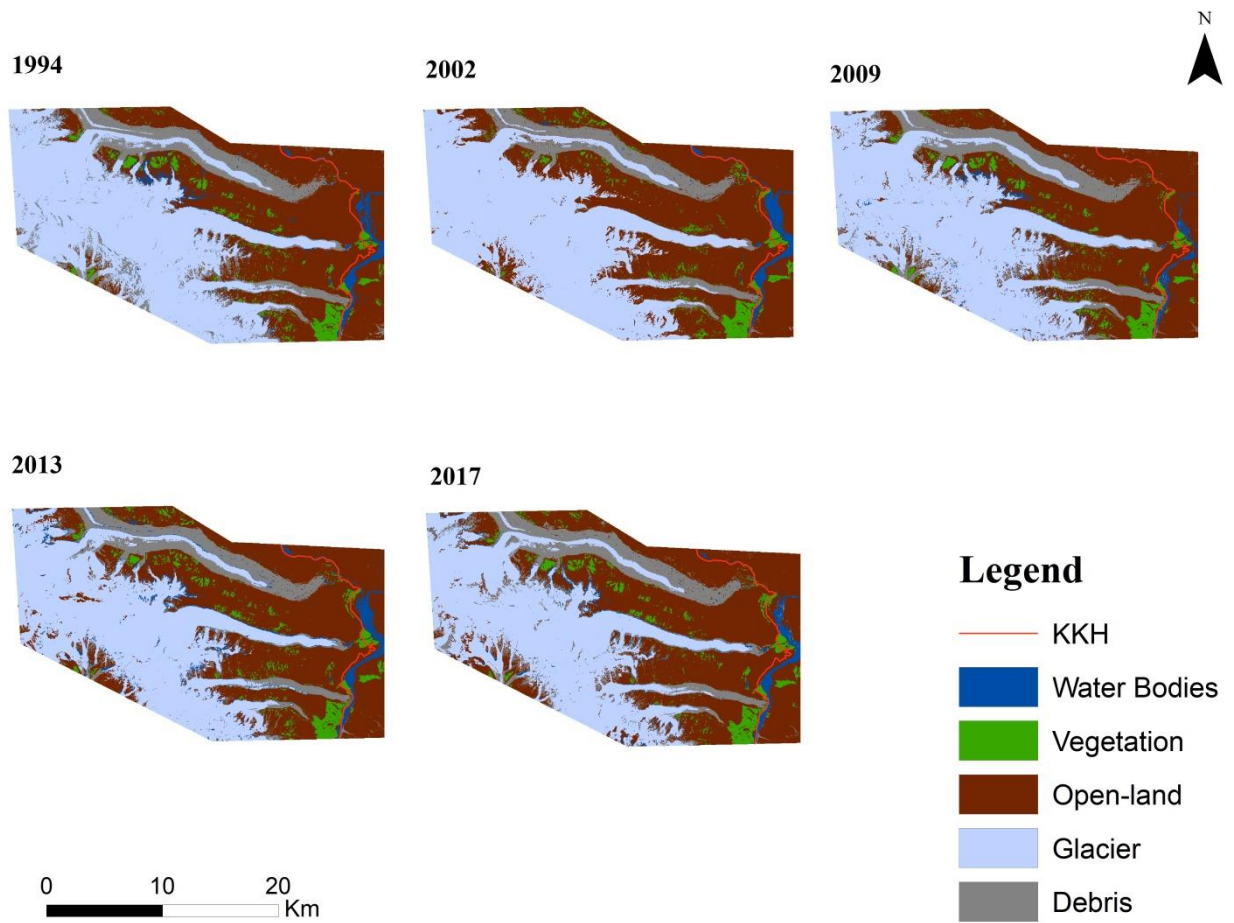 N
1994
2002
2009
2013
2017
Legend
KKH
Water Bodies
Vegetation
Open-land
Glacier
Debris
0 10 20
Km